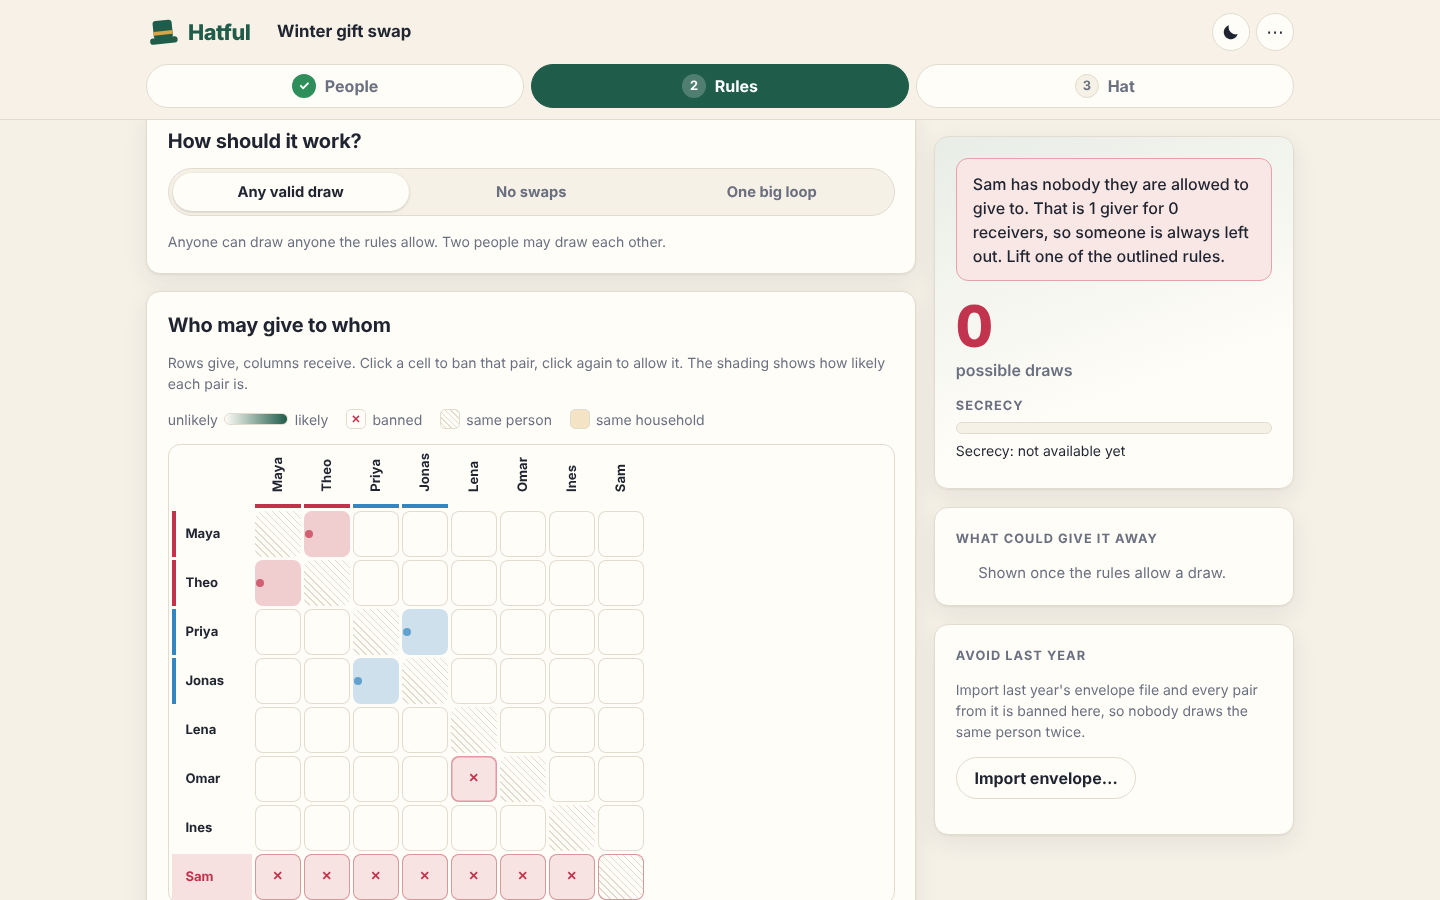 Hatful
Winter gift swap
People
2 Rules
3 Hat
How should it work?
Any valid draw
No swaps
One big loop
Anyone can draw anyone the rules allow. Two people may draw each other.
Who may give to whom
Rows give, columns receive. Click a cell to ban that pair, click again to allow it. The shading shows how likely
each pair is.
unlikely
likely
× banned
same person
same household
Maya
Theo
Priya
Jonas
Lena
Omar
Ines
Sam
Maya
Theo
Priya
Jonas
Lena
Omar ×
Ines
Sam × × × × × × ×
Sam has nobody they are allowed to
give to. That is 1 giver for 0
receivers, so someone is always left
out. Lift one of the outlined rules.
0
possible draws
SECRECY
Secrecy: not available yet
WHAT COULD GIVE IT AWAY
Shown once the rules allow a draw.
AVOID LAST YEAR
Import last year's envelope file and every pair
from it is banned here, so nobody draws the
same person twice.
Import envelope...